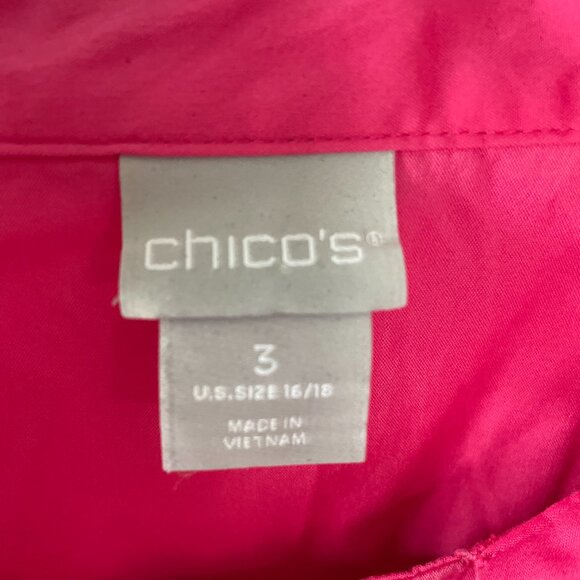 chico's®
3
U.S.SIZE 16/18
MADE IN
VIETNAM